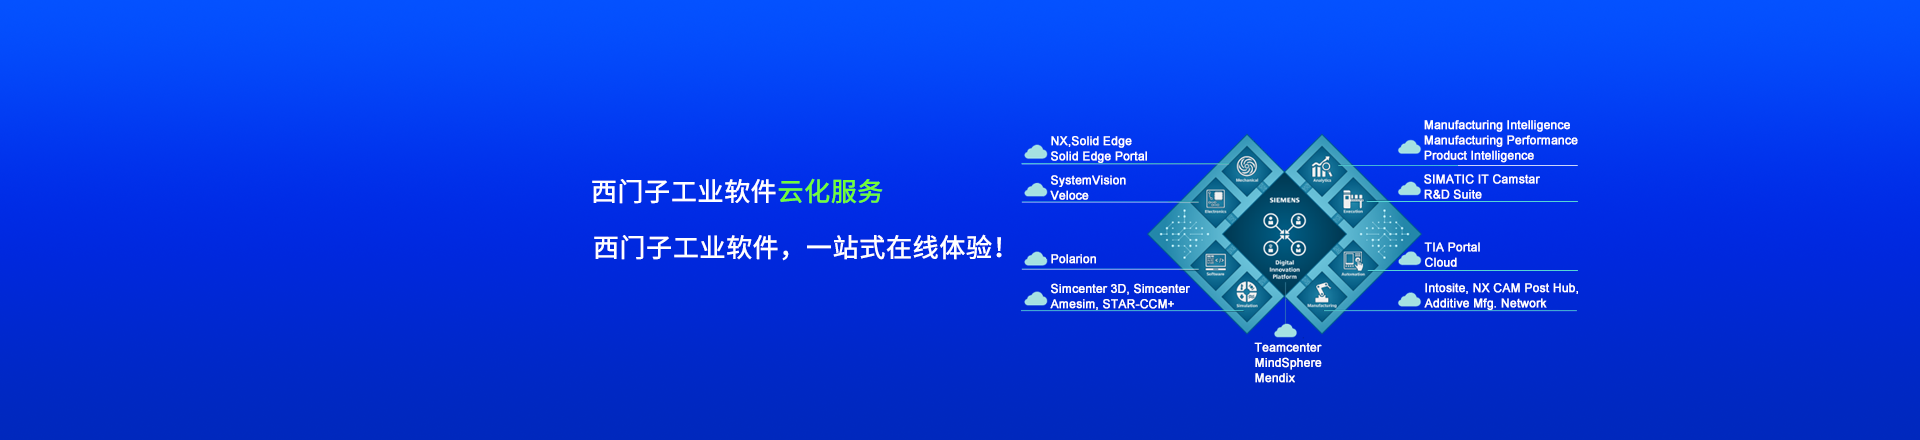 西门子工业软件云化服务
西门子工业软件，一站式在线体验！
NX,Solid Edge
Solid Edge Portal
SystemVision
Veloce
Polarion
Simcenter 3D, Simcenter
Amesim, STAR-CCM+
Mechanical
Electronics
Software
Simulation
SIEMENS
Digital
Innovation
Platform
Analytics
Execution
Automation
Manufacturing
Manufacturing Intelligence
Manufacturing Performance
Product Intelligence
SIMATIC IT Camstar
R&D Suite
TIA Portal
Cloud
Intosite, NX CAM Post Hub,
Additive Mfg. Network
Teamcenter
MindSphere
Mendix